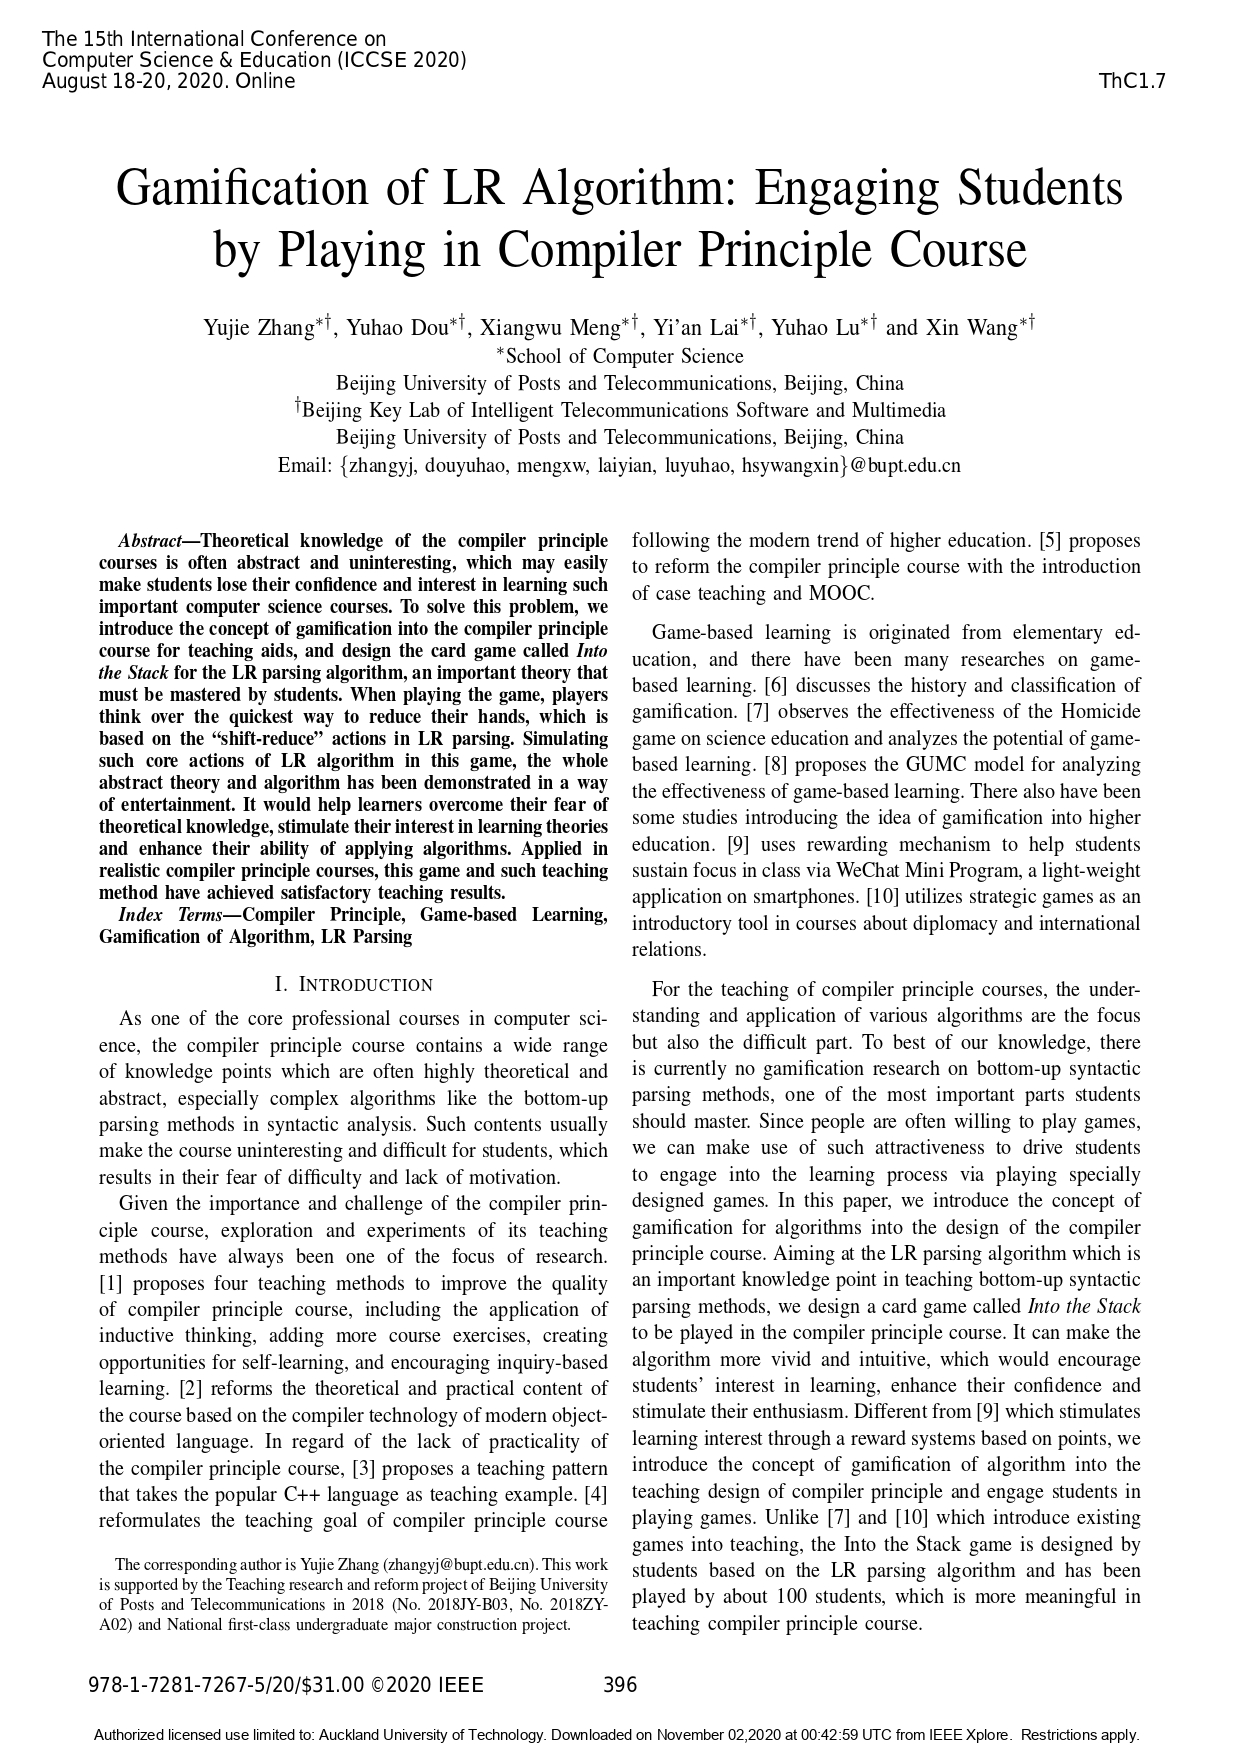 The 15th International Conference on
Computer Science & Education (ICCSE 2020)
August 18-20, 2020. Online
ThC1.7
Gamification of LR Algorithm: Engaging Students
by Playing in Compiler Principle Course
Yujie Zhang*†, Yuhao Dou*†, Xiangwu Meng*†, Yi'an Lai*†, Yuhao Lu*† and Xin Wang*†
*School of Computer Science
Beijing University of Posts and Telecommunications, Beijing, China
†Beijing Key Lab of Intelligent Telecommunications Software and Multimedia
Beijing University of Posts and Telecommunications, Beijing, China
Email: {zhangyj, douyuhao, mengxw, laiyian, luyuhao, hsywangxin}@bupt.edu.cn
Abstract—Theoretical knowledge of the compiler principle
courses is often abstract and uninteresting, which may easily
make students lose their confidence and interest in learning such
important computer science courses. To solve this problem, we
introduce the concept of gamification into the compiler principle
course for teaching aids, and design the card game called Into
the Stack for the LR parsing algorithm, an important theory that
must be mastered by students. When playing the game, players
think over the quickest way to reduce their hands, which is
based on the “shift-reduce” actions in LR parsing. Simulating
such core actions of LR algorithm in this game, the whole
abstract theory and algorithm has been demonstrated in a way
of entertainment. It would help learners overcome their fear of
theoretical knowledge, stimulate their interest in learning theories
and enhance their ability of applying algorithms. Applied in
realistic compiler principle courses, this game and such teaching
method have achieved satisfactory teaching results.
Index Terms—Compiler Principle, Game-based Learning,
Gamification of Algorithm, LR Parsing
I. INTRODUCTION
As one of the core professional courses in computer sci-
ence, the compiler principle course contains a wide range
of knowledge points which are often highly theoretical and
abstract, especially complex algorithms like the bottom-up
parsing methods in syntactic analysis. Such contents usually
make the course uninteresting and difficult for students, which
results in their fear of difficulty and lack of motivation.
Given the importance and challenge of the compiler prin-
ciple course, exploration and experiments of its teaching
methods have always been one of the focus of research.
[1] proposes four teaching methods to improve the quality
of compiler principle course, including the application of
inductive thinking, adding more course exercises, creating
opportunities for self-learning, and encouraging inquiry-based
learning. [2] reforms the theoretical and practical content of
the course based on the compiler technology of modern object-
oriented language. In regard of the lack of practicality of
the compiler principle course, [3] proposes a teaching pattern
that takes the popular C++ language as teaching example. [4]
reformulates the teaching goal of compiler principle course
The corresponding author is Yujie Zhang (zhangyj@bupt.edu.cn). This work
is supported by the Teaching research and reform project of Beijing University
of Posts and Telecommunications in 2018 (No. 2018JY-B03, No. 2018ZY-
A02) and National first-class undergraduate major construction project.
following the modern trend of higher education. [5] proposes
to reform the compiler principle course with the introduction
of case teaching and MOOC.
Game-based learning is originated from elementary ed-
ucation, and there have been many researches on game-
based learning. [6] discusses the history and classification of
gamification. [7] observes the effectiveness of the Homicide
game on science education and analyzes the potential of game-
based learning. [8] proposes the GUMC model for analyzing
the effectiveness of game-based learning. There also have been
some studies introducing the idea of gamification into higher
education. [9] uses rewarding mechanism to help students
sustain focus in class via WeChat Mini Program, a light-weight
application on smartphones. [10] utilizes strategic games as an
introductory tool in courses about diplomacy and international
relations.
For the teaching of compiler principle courses, the under-
standing and application of various algorithms are the focus
but also the difficult part. To best of our knowledge, there
is currently no gamification research on bottom-up syntactic
parsing methods, one of the most important parts students
should master. Since people are often willing to play games,
we can make use of such attractiveness to drive students
to engage into the learning process via playing specially
designed games. In this paper, we introduce the concept of
gamification for algorithms into the design of the compiler
principle course. Aiming at the LR parsing algorithm which is
an important knowledge point in teaching bottom-up syntactic
parsing methods, we design a card game called Into the Stack
to be played in the compiler principle course. It can make the
algorithm more vivid and intuitive, which would encourage
students' interest in learning, enhance their confidence and
stimulate their enthusiasm. Different from [9] which stimulates
learning interest through a reward systems based on points, we
introduce the concept of gamification of algorithm into the
teaching design of compiler principle and engage students in
playing games. Unlike [7] and [10] which introduce existing
games into teaching, the Into the Stack game is designed by
students based on the LR parsing algorithm and has been
played by about 100 students, which is more meaningful in
teaching compiler principle course.
978-1-7281-7267-5/20/$31.00 ©2020 IEEE
396
Authorized licensed use limited to: Auckland University of Technology. Downloaded on November 02,2020 at 00:42:59 UTC from IEEE Xplore. Restrictions apply.